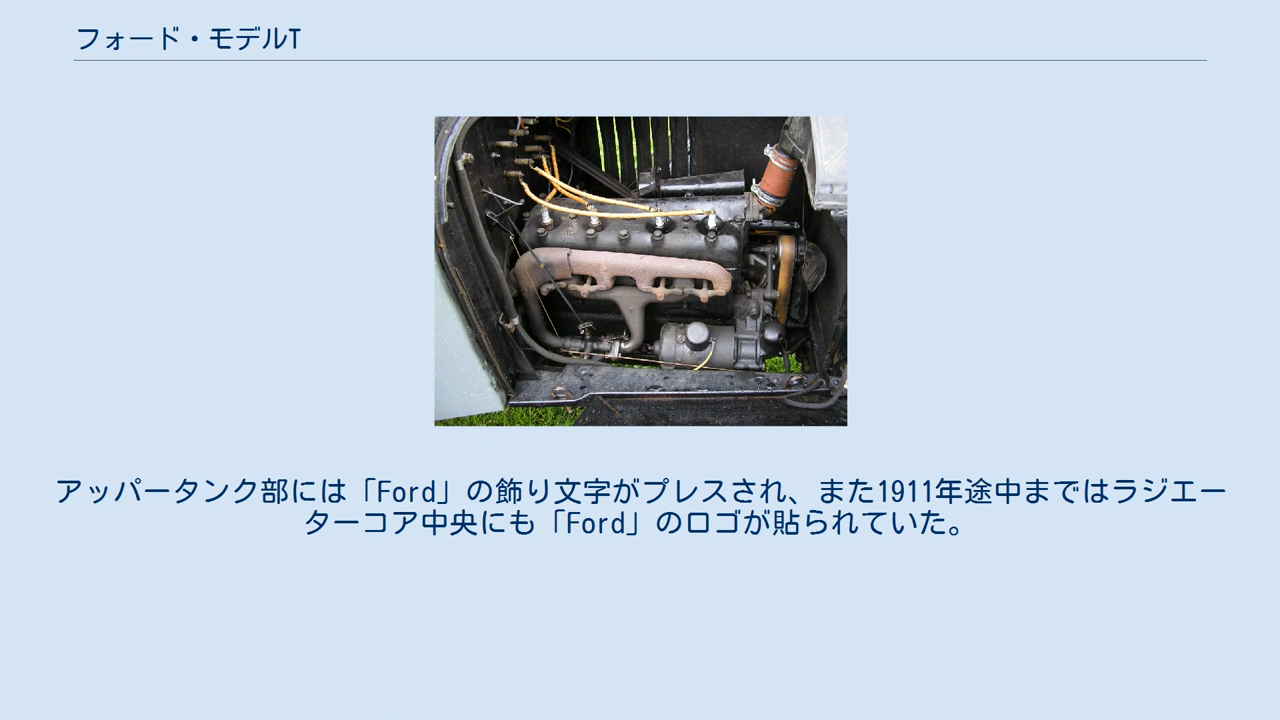 フォード・モデルT
アッパータンク部には「Ford」の飾り文字がプレスされ、また1911年途中まではラジエー
ターコア中央にも「Ford」のロゴが貼られていた。